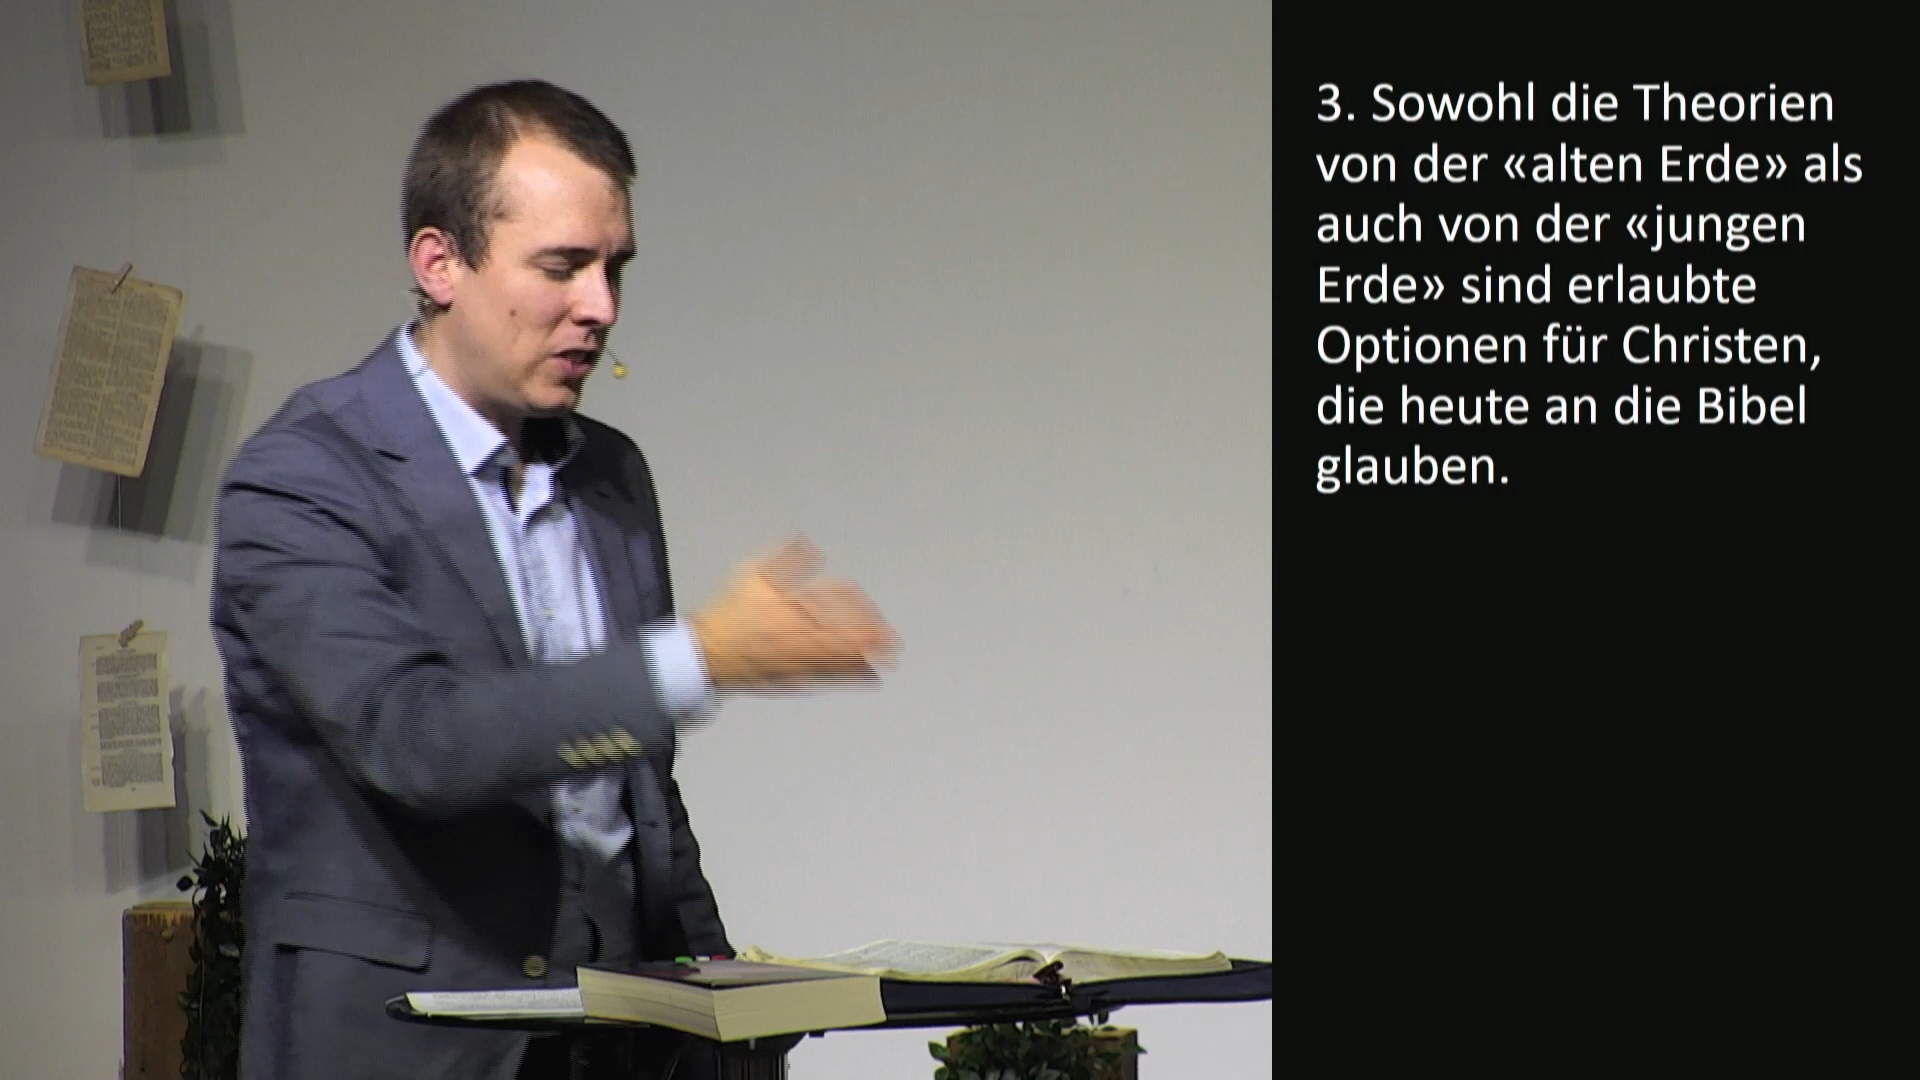 3. Sowohl die Theorien
von der «alten Erde» als
auch von der «jungen
Erde» sind erlaubte
Optionen für Christen,
die heute an die Bibel
glauben.